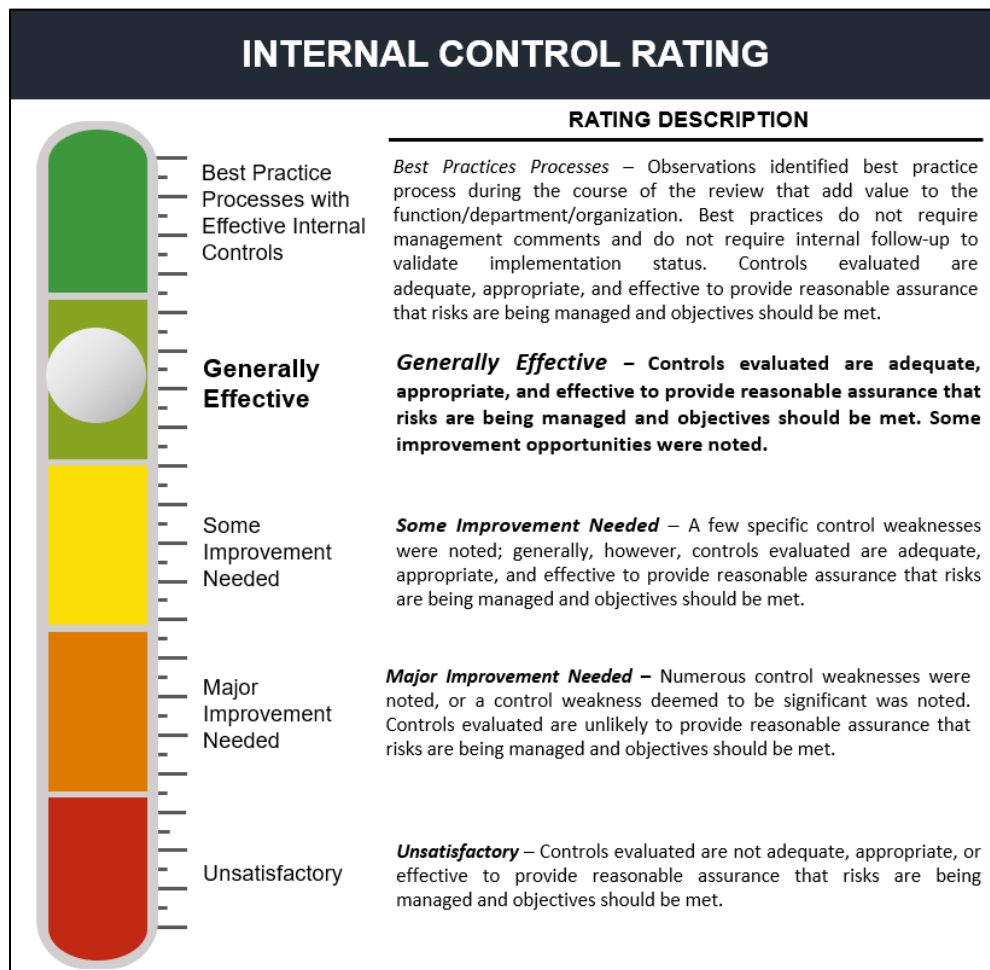 INTERNAL CONTROL RATING
RATING DESCRIPTION
Best Practice
Processes with
Effective Internal
Controls
Best Practices Processes – Observations identified best practice
process during the course of the review that add value to the
function/department/organization. Best practices do not require
management comments and do not require internal follow-up to
validate implementation status. Controls evaluated are
adequate, appropriate, and effective to provide reasonable assurance
that risks are being managed and objectives should be met.
Generally
Effective
Generally Effective – Controls evaluated are adequate,
appropriate, and effective to provide reasonable assurance that
risks are being managed and objectives should be met. Some
improvement opportunities were noted.
Some
Improvement
Needed
Some Improvement Needed – A few specific control weaknesses
were noted; generally, however, controls evaluated are adequate,
appropriate, and effective to provide reasonable assurance that risks
are being managed and objectives should be met.
Major
Improvement
Needed
Major Improvement Needed – Numerous control weaknesses were
noted, or a control weakness deemed to be significant was noted.
Controls evaluated are unlikely to provide reasonable assurance that
risks are being managed and objectives should be met.
Unsatisfactory
Unsatisfactory – Controls evaluated are not adequate, appropriate, or
effective to provide reasonable assurance that risks are being
managed and objectives should be met.